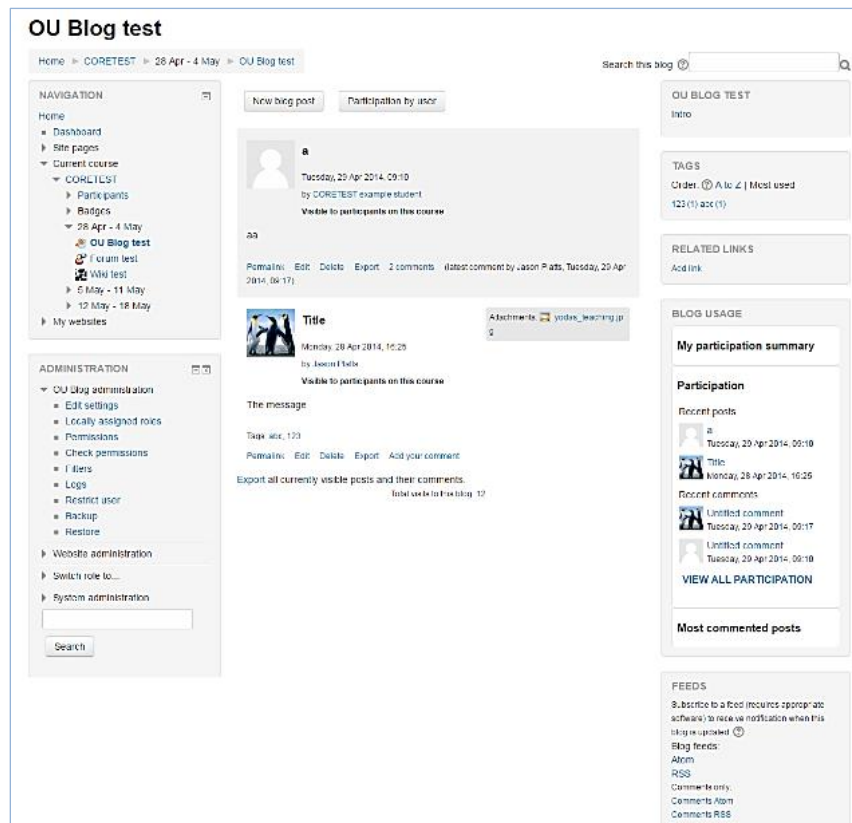 OU Blog test
Home CORETEST 28 Apr - 4 May OU Blog test
Search this blog
NAVIGATION
Home
Dashboard
Site pages
Current course
CORETEST
Participants
Badges
28 Apr - 4 May
OU Blog test
Forum test
Wiki test
5 May - 11 May
12 May - 18 May
My websites
ADMINISTRATION
OU Blog administration
Edit settings
Locally assigned roles
Permissions
Check permissions
Filters
Logs
Restrict user
Backup
Restore
Website administration
Switch role to...
System administration
Search
New blog post Participation by user
a
Tuesday, 29 Apr 2014, 09:10
by CORETEST example student
Visible to participants on this course
aa
Permalink Edit Delete Export 2 comments (latest comment by Jason Platts, Tuesday, 29 Apr
2014, 09:17)
Title
Attachments: yodas_teaching.jp
g
Monday, 28 Apr 2014, 16:25
by Jason Platts
Visible to participants on this course
The message
Tags: abc, 123
Permalink Edit Delete Export Add your comment
Export all currently visible posts and their comments.
Total visits to this blog: 12
OU BLOG TEST
Intro
TAGS
Order: A to Z | Most used
123 (1) abc (1)
RELATED LINKS
Add link
BLOG USAGE
My participation summary
Participation
Recent posts
a
Tuesday, 29 Apr 2014, 09:10
Title
Monday, 28 Apr 2014, 16:25
Recent comments
Untitled comment
Tuesday, 29 Apr 2014, 09:17
Untitled comment
Tuesday, 29 Apr 2014, 09:10
VIEW ALL PARTICIPATION
Most commented posts
FEEDS
Subscribe to a feed (requires appropriate
software) to receive notification when this
blog is updated.
Blog feeds:
Atom
RSS
Comments only:
Comments Atom
Comments RSS